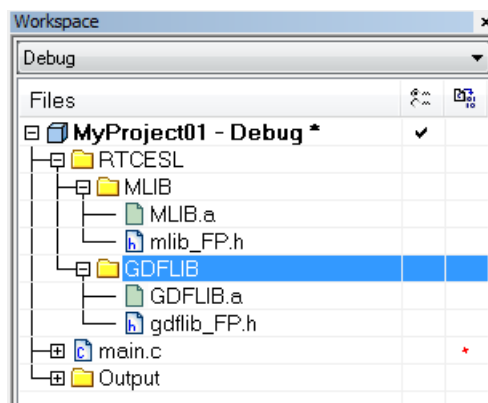 Workspace
Debug
Files
MyProject01 - Debug *
RTCESL
MLIB
MLIB.a
mlib_FP.h
GDFLIB
GDFLIB.a
gdflib_FP.h
main.c
Output